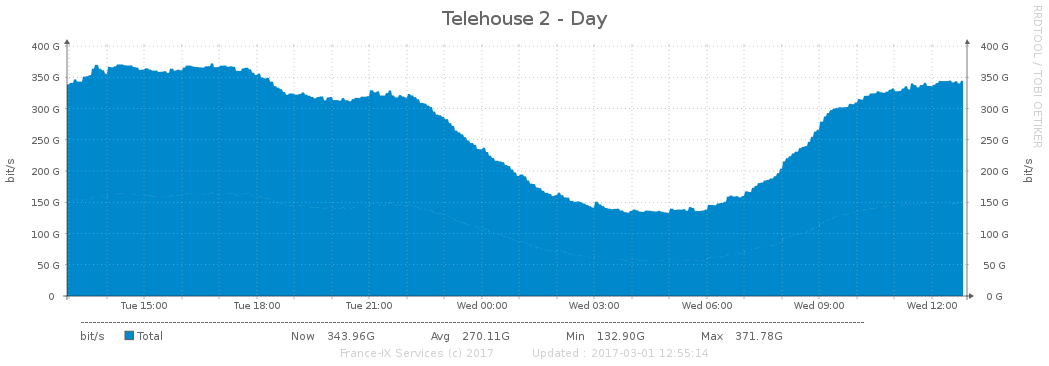 Telehouse 2 - Day
RRDTOOL / TOBI OETIKER
bit/s
400 G
350 G
300 G
250 G
200 G
150 G
100 G
50 G
0
400 G
350 G
300 G
250 G
200 G
150 G
100 G
50 G
0 G
bit/s
Tue 15:00 Tue 18:00 Tue 21:00 Wed 00:00 Wed 03:00 Wed 06:00 Wed 09:00 Wed 12:00
bit/s Total Now 343.96G Avg 270.11G Min 132.90G Max 371.78G
France-IX Services (c) 2017 Updated : 2017-03-01 12:55:14